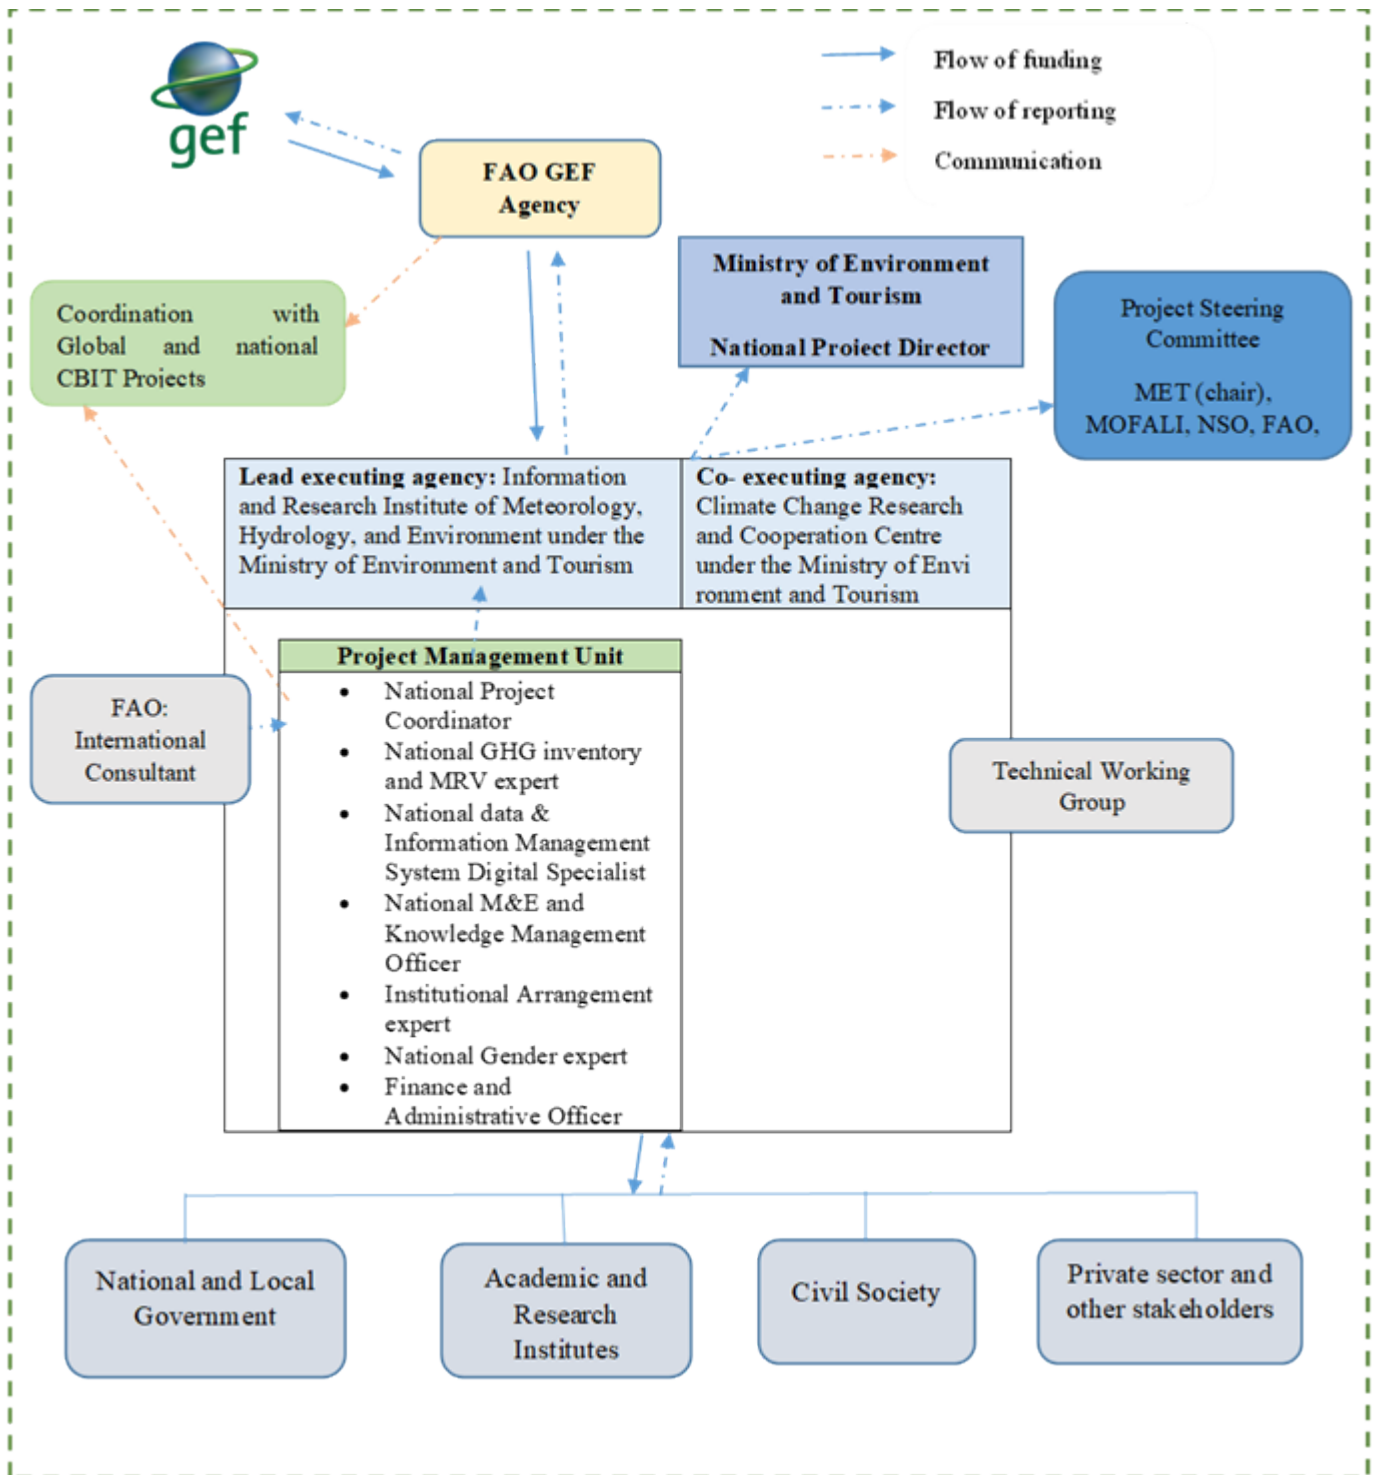 gef
Flow of funding
Flow of reporting
Communication
FAO GEF
Agency
Ministry of Environment
and Tourism
National Project Director
Project Steering
Committee
MET (chair),
MOFALI, NSO, FAO,
Coordination with
Global and national
CBIT Projects
Lead executing agency: Information
and Research Institute of Meteorology,
Hydrology, and Environment under the
Ministry of Environment and Tourism
Co- executing agency:
Climate Change Research
and Cooperation Centre
under the Ministry of Envi
ronment and Tourism
Project Management Unit
• National Project
Coordinator
• National GHG inventory
and MRV expert
• National data &
Information Management
System Digital Specialist
• National M&E and
Knowledge Management
Officer
• Institutional Arrangement
expert
• National Gender expert
• Finance and
Administrative Officer
FAO:
International
Consultant
Technical Working
Group
National and Local
Government
Academic and
Research
Institutes
Civil Society
Private sector and
other stakeholders